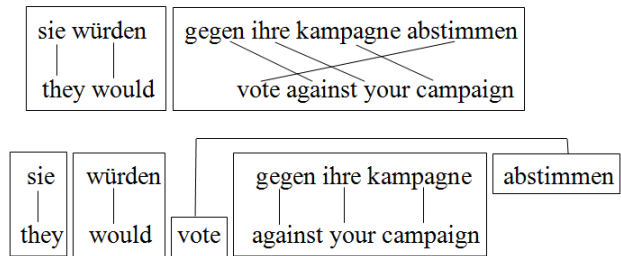 sie würden gegen ihre kampagne abstimmen
they would vote against your campaign
sie würden gegen ihre kampagne abstimmen
they would vote against your campaign